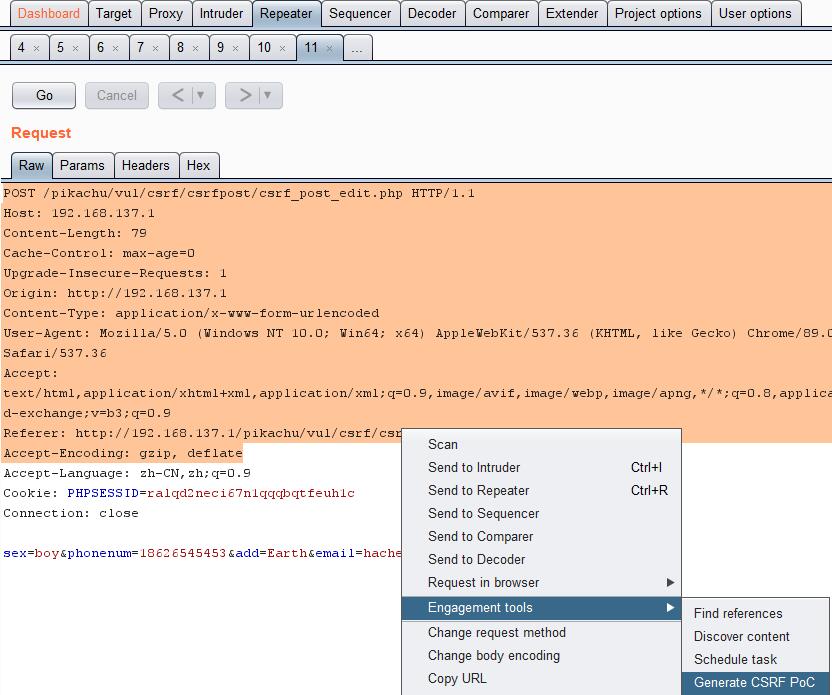 Dashboard Target Proxy Intruder Repeater Sequencer Decoder Comparer Extender Project options User options
4 × 5 × 6 × 7 × 8 × 9 × 10 × 11 × ...
Go Cancel < ▼ > ▼
Request
Raw Params Headers Hex
POST /pikachu/vul/csrf/csrfpost/csrf_post_edit.php HTTP/1.1
Host: 192.168.137.1
Content-Length: 79
Cache-Control: max-age=0
Upgrade-Insecure-Requests: 1
Origin: http://192.168.137.1
Content-Type: application/x-www-form-urlencoded
User-Agent: Mozilla/5.0 (Windows NT 10.0; Win64; x64) AppleWebKit/537.36 (KHTML, like Gecko) Chrome/89.0
Safari/537.36
Accept:
text/html,application/xhtml+xml,application/xml;q=0.9,image/avif,image/webp,image/apng,*/*;q=0.8,applica
d-exchange;v=b3;q=0.9
Referer: http://192.168.137.1/pikachu/vul/csrf/csr
Accept-Encoding: gzip, deflate
Accept-Language: zh-CN,zh;q=0.9
Cookie: PHPSESSID=ralqd2neci67n1qqqbqtfeuh1c
Connection: close
sex=boy&phonenum=18626545453&add=Earth&email=hache
Scan
Send to Intruder Ctrl+I
Send to Repeater Ctrl+R
Send to Sequencer
Send to Comparer
Send to Decoder
Request in browser
Engagement tools
Change request method
Change body encoding
Copy URL
Find references
Discover content
Schedule task
Generate CSRF PoC